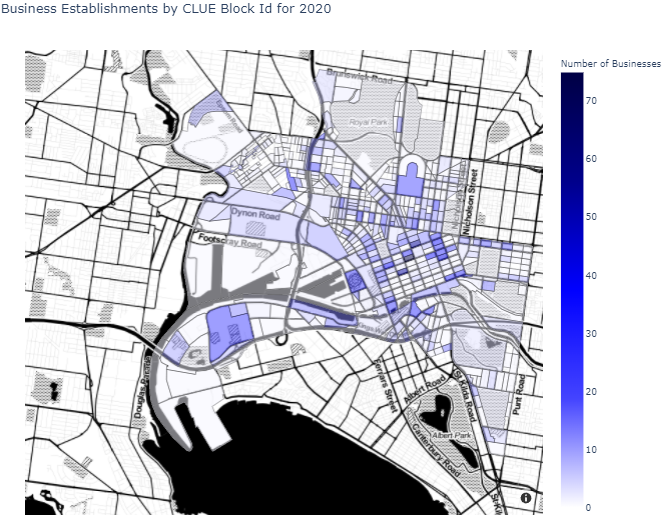 Business Establishments by CLUE Block Id for 2020
Number of Businesses
Brunswick Road
Royal Park
70
60
Nicholson Street
Dynon Road
50
Footscray Road
40
30
20
Ferrars Street
Albert Road
St Kilda Road
Punt Road
Douglas Parade
10
Albert Park
Canterbury Road
0